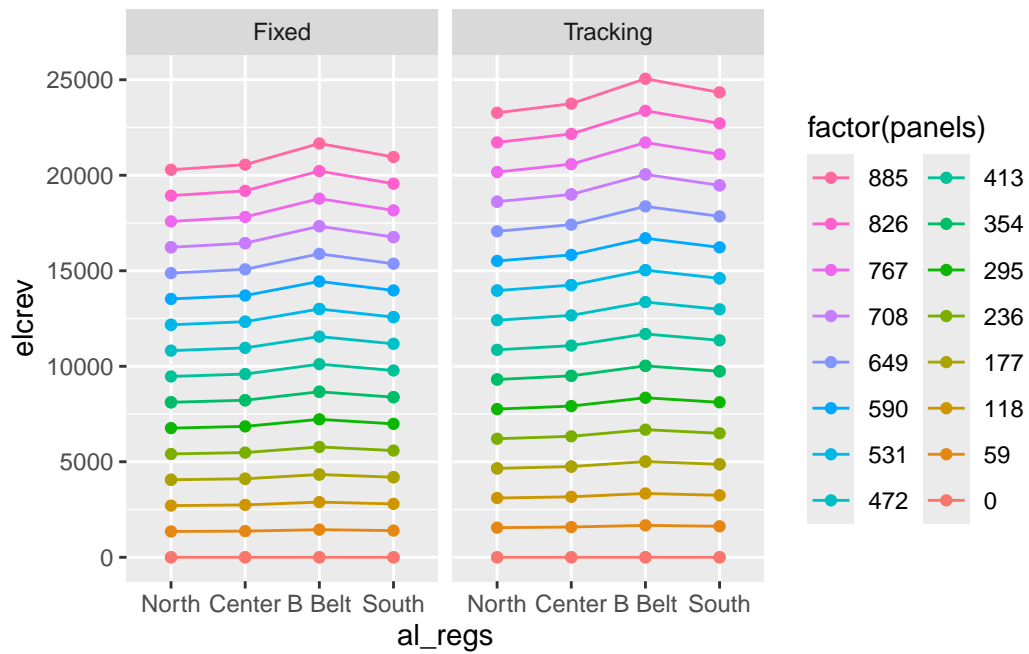 Fixed Tracking
25000
20000
15000
10000
5000
0
elcrev
North Center B Belt South North Center B Belt South
al_regs
factor(panels)
885 413
826 354
767 295
708 236
649 177
590 118
531 59
472 0